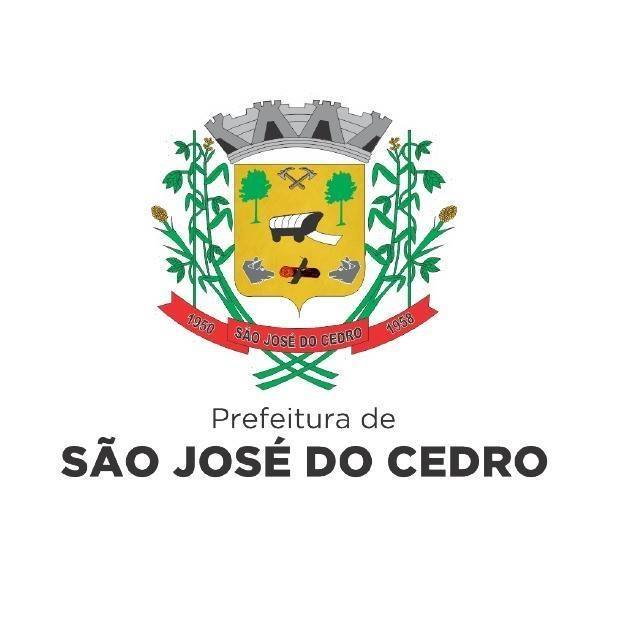 1950 SÃO JOSÉ DO CEDRO 1958
Prefeitura de
SÃO JOSÉ DO CEDRO